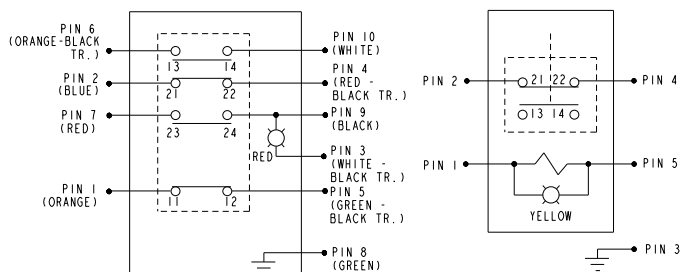 PIN 6
(ORANGE-BLACK
TR.)
13 14
PIN 10
(WHITE)
PIN 2
(BLUE)
21 22
PIN 4
(RED -
BLACK TR.)
PIN 7
(RED)
23 24
PIN 9
(BLACK)
RED
PIN 3
(WHITE -
BLACK TR.)
PIN 1
(ORANGE)
11 12
PIN 5
(GREEN -
BLACK TR.)
PIN 8
(GREEN)
PIN 2
21 22
PIN 4
13 14
PIN 1
PIN 5
YELLOW
PIN 3